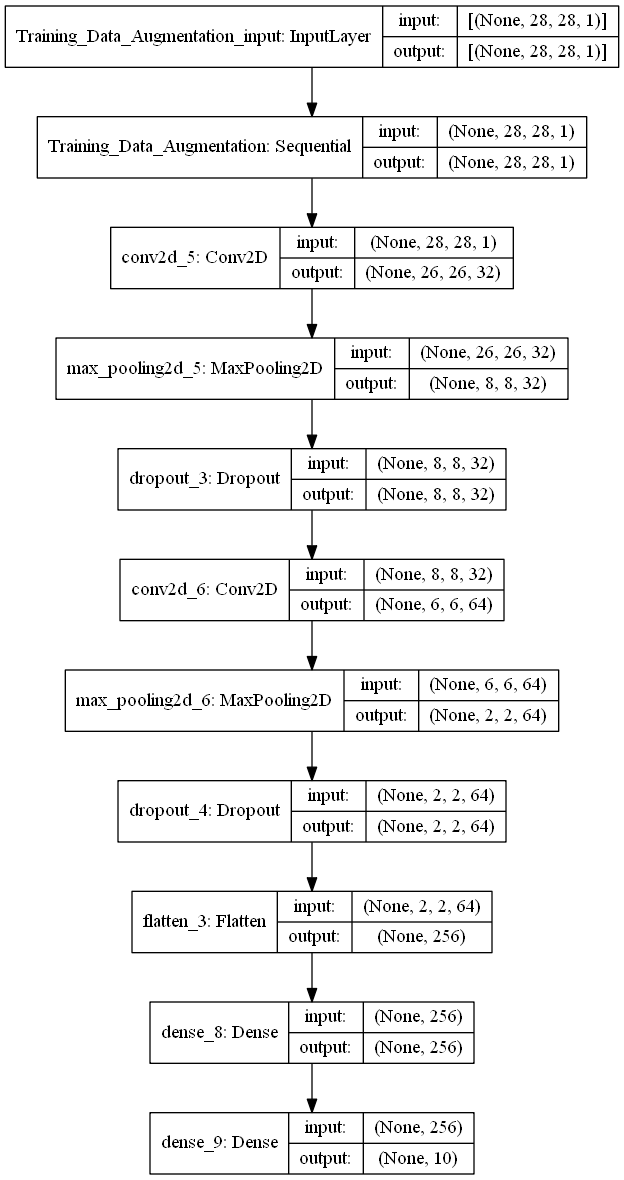 Training_Data_Augmentation_input: InputLayer
input:
[(None, 28, 28, 1)]
output:
[(None, 28, 28, 1)]
Training_Data_Augmentation: Sequential
input:
(None, 28, 28, 1)
output:
(None, 28, 28, 1)
conv2d_5: Conv2D
input:
(None, 28, 28, 1)
output:
(None, 26, 26, 32)
max_pooling2d_5: MaxPooling2D
input:
(None, 26, 26, 32)
output:
(None, 8, 8, 32)
dropout_3: Dropout
input:
(None, 8, 8, 32)
output:
(None, 8, 8, 32)
conv2d_6: Conv2D
input:
(None, 8, 8, 32)
output:
(None, 6, 6, 64)
max_pooling2d_6: MaxPooling2D
input:
(None, 6, 6, 64)
output:
(None, 2, 2, 64)
dropout_4: Dropout
input:
(None, 2, 2, 64)
output:
(None, 2, 2, 64)
flatten_3: Flatten
input:
(None, 2, 2, 64)
output:
(None, 256)
dense_8: Dense
input:
(None, 256)
output:
(None, 256)
dense_9: Dense
input:
(None, 256)
output:
(None, 10)